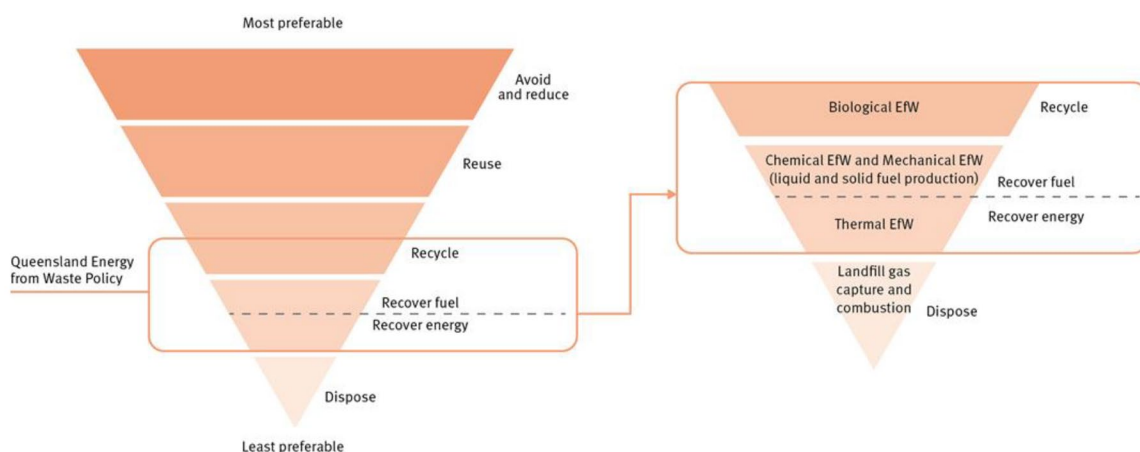 Most preferable
Avoid
and reduce
Reuse
Recycle
Queensland Energy
from Waste Policy
Recover fuel
Recover energy
Dispose
Least preferable
Biological EfW
Recycle
Chemical EfW and Mechanical EfW
(liquid and solid fuel production)
Recover fuel
Recover energy
Thermal EfW
Landfill gas
capture and
combustion
Dispose